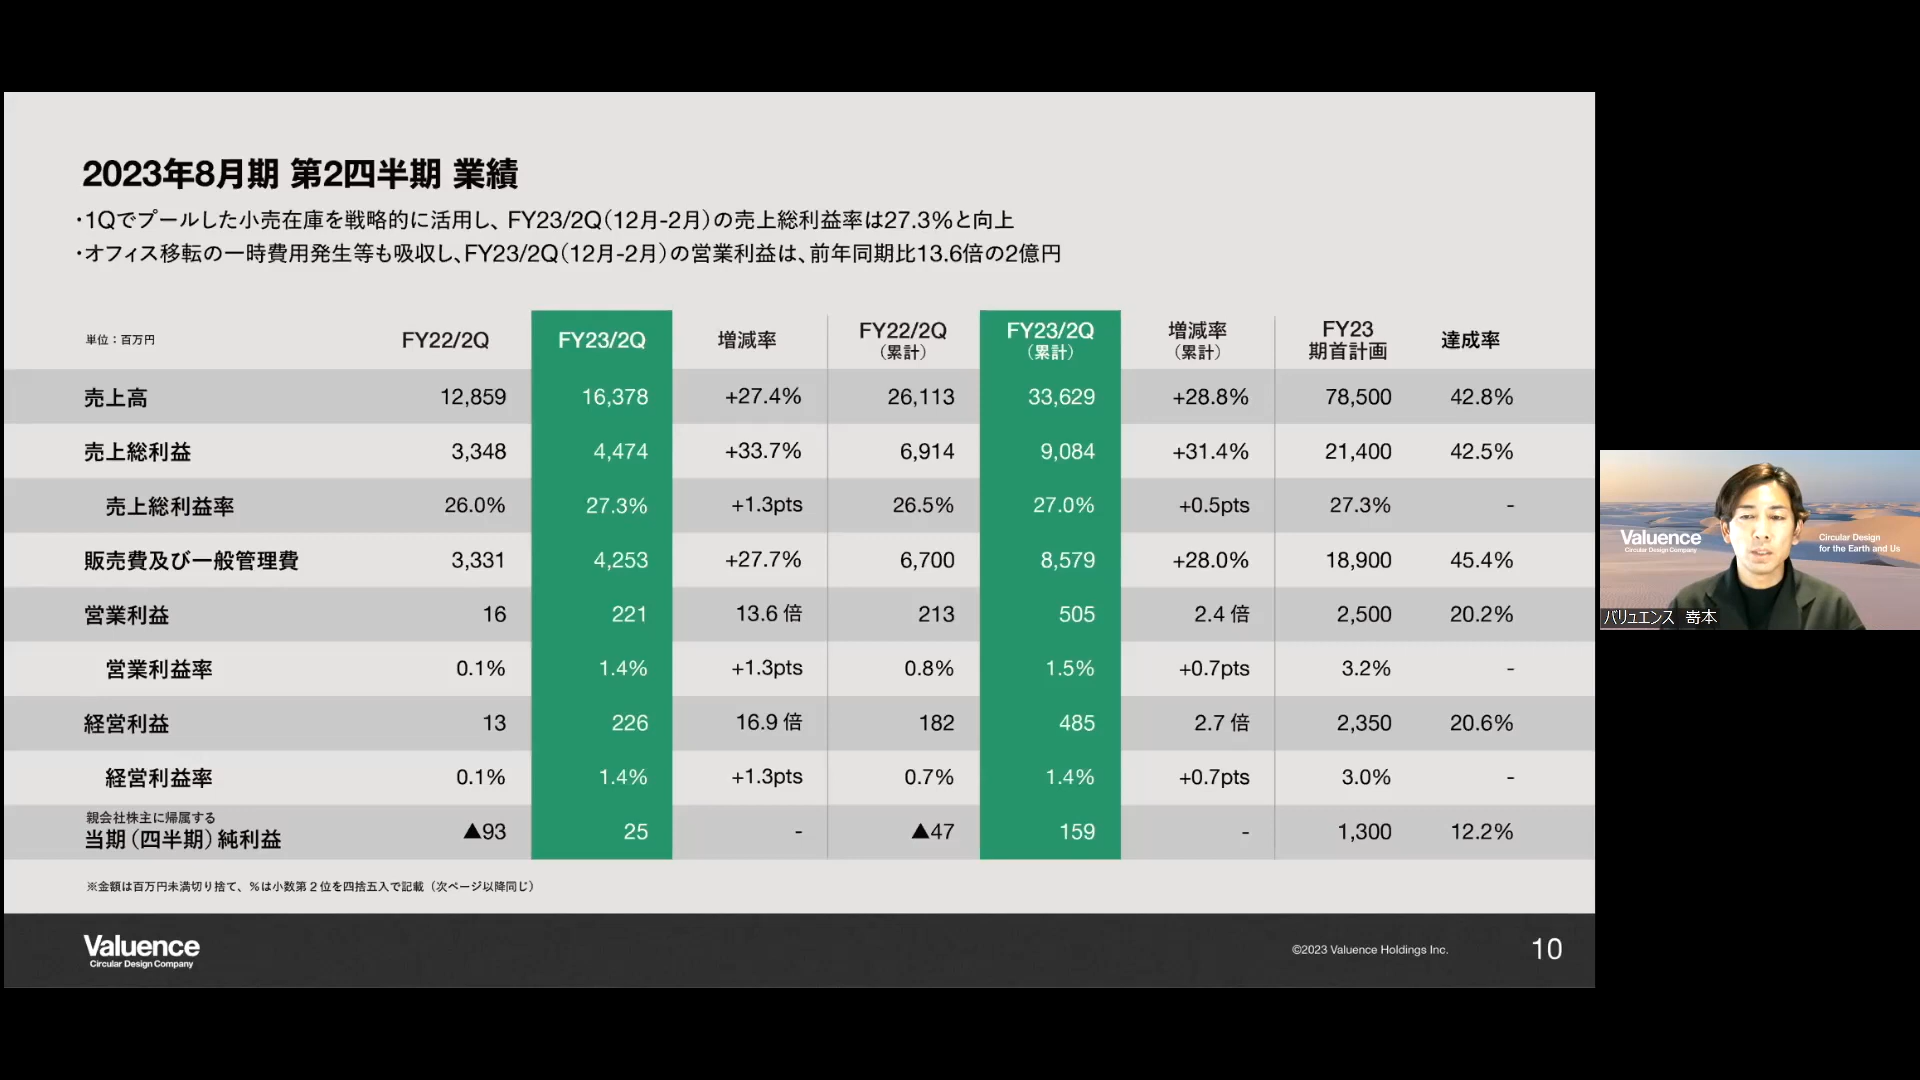 2023年8月期 第2四半期 業績
・1Qでプールした小売在庫を戦略的に活用し、FY23/2Q（12月-2月）の売上総利益率は27.3％と向上
・オフィス移転の一時費用発生等も吸収し、FY23/2Q（12月-2月）の営業利益は、前年同期比13.6倍の2億円
単位：百万円 FY22/2Q FY23/2Q 増減率 FY22/2Q（累計） FY23/2Q（累計） 増減率（累計） FY23期首計画 達成率
売上高 12,859 16,378 +27.4% 26,113 33,629 +28.8% 78,500 42.8%
売上総利益 3,348 4,474 +33.7% 6,914 9,084 +31.4% 21,400 42.5%
売上総利益率 26.0% 27.3% +1.3pts 26.5% 27.0% +0.5pts 27.3% -
販売費及び一般管理費 3,331 4,253 +27.7% 6,700 8,579 +28.0% 18,900 45.4%
営業利益 16 221 13.6 倍 213 505 2.4 倍 2,500 20.2%
営業利益率 0.1% 1.4% +1.3pts 0.8% 1.5% +0.7pts 3.2% -
経営利益 13 226 16.9 倍 182 485 2.7 倍 2,350 20.6%
経営利益率 0.1% 1.4% +1.3pts 0.7% 1.4% +0.7pts 3.0% -
親会社株主に帰属する
当期（四半期）純利益 ▲93 25 - ▲47 159 - 1,300 12.2%
※金額は百万円未満切り捨て、％は小数第２位を四捨五入で記載（次ページ以降同じ）
Valuence
Circular Design Company
©2023 Valuence Holdings Inc.
10
Valuence
Circular Design Company
Circular Design
for the Earth and Us
バリュエンス 嵜本